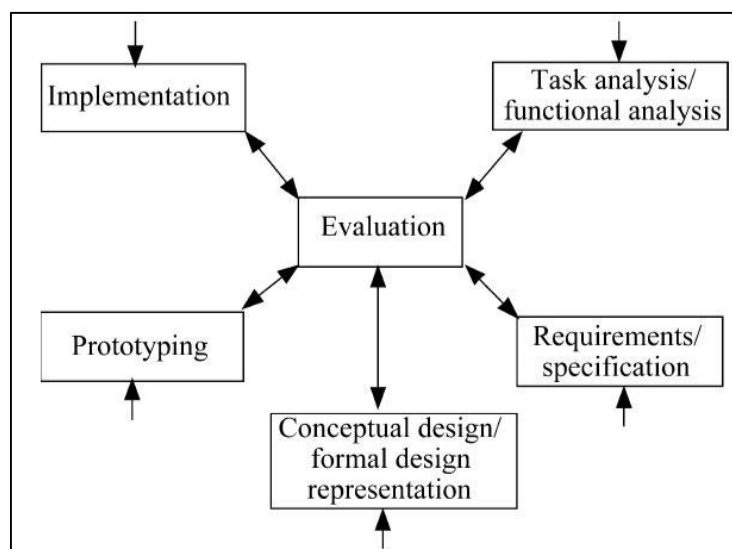 Implementation
Task analysis/
functional analysis
Evaluation
Prototyping
Requirements/
specification
Conceptual design/
formal design
representation